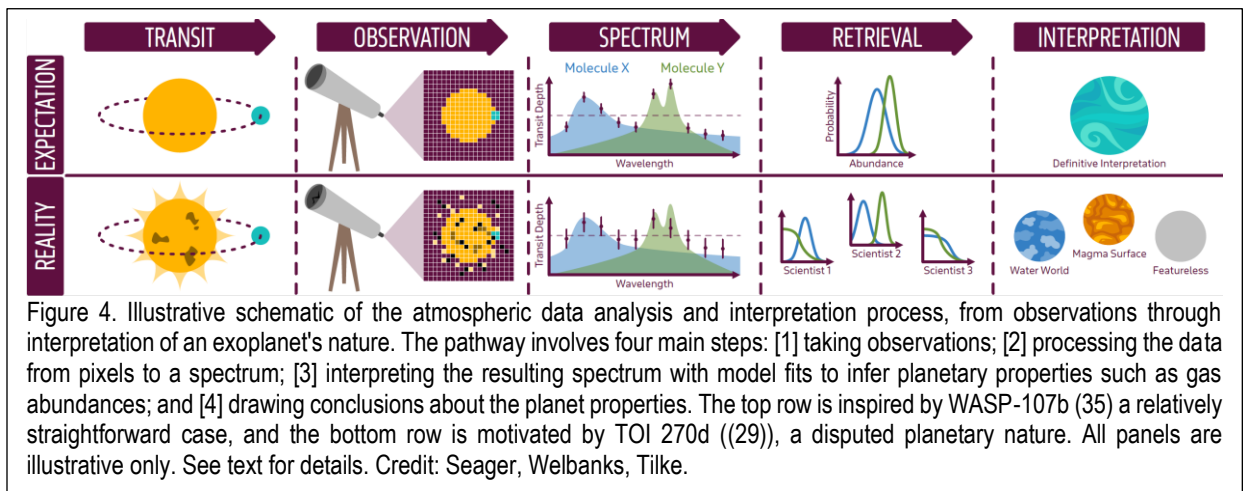 TRANSIT
OBSERVATION
SPECTRUM
RETRIEVAL
INTERPRETATION
EXPECTATION
Molecule X
Molecule Y
Transit Depth
Wavelength
Probability
Abundance
Definitive Interpretation
REALITY
Transit Depth
Wavelength
Scientist 1
Scientist 2
Scientist 3
Water World
Magma Surface
Featureless
Figure 4. Illustrative schematic of the atmospheric data analysis and interpretation process, from observations through
interpretation of an exoplanet's nature. The pathway involves four main steps: [1] taking observations; [2] processing the data
from pixels to a spectrum; [3] interpreting the resulting spectrum with model fits to infer planetary properties such as gas
abundances; and [4] drawing conclusions about the planet properties. The top row is inspired by WASP-107b (35) a relatively
straightforward case, and the bottom row is motivated by TOI 270d ((29)), a disputed planetary nature. All panels are
illustrative only. See text for details. Credit: Seager, Welbanks, Tilke.